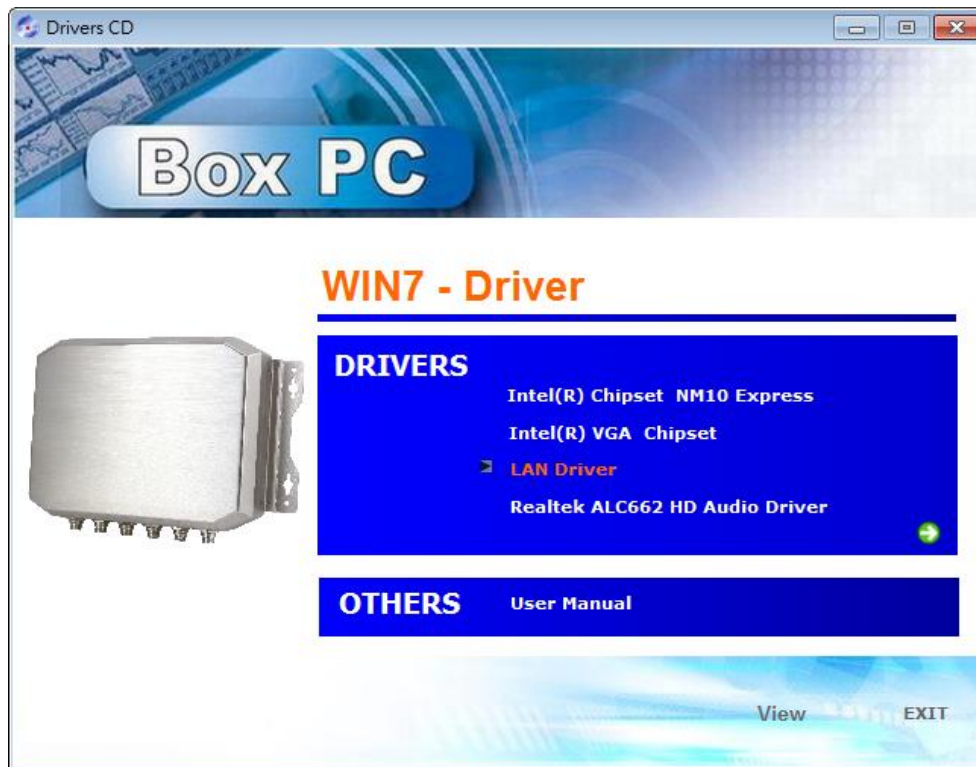 Drivers CD
Box PC
WIN7 - Driver
DRIVERS
Intel(R) Chipset NM10 Express
Intel(R) VGA Chipset
LAN Driver
Realtek ALC662 HD Audio Driver
OTHERS User Manual
View EXIT